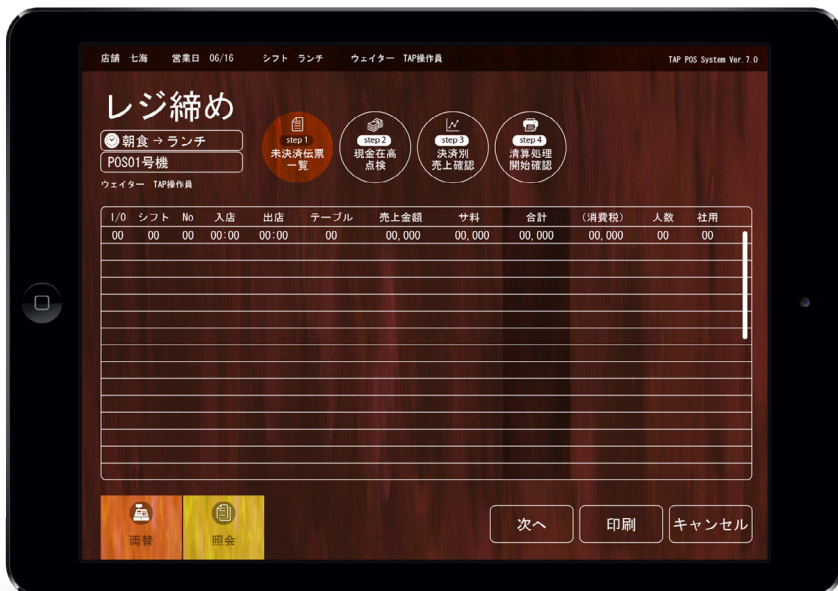 店舗 七海 営業日 06/16 シフト ランチ ウェイター TAP操作員 TAP POS System Ver.7.0
レジ締め
朝食→ランチ
POS01号機
ウェイター TAP操作員
step 1
未決済伝票
一覧
step 2
現金在高
点検
step 3
決済別
売上確認
step 4
清算処理
開始確認
I/O シフト No 入店 出店 テーブル 売上金額 サ料 合計 (消費税) 人数 社用
00 00 00 00:00 00:00 00 00,000 00,000 00,000 00,000 00 00
両替
照会
次へ
印刷
キャンセル